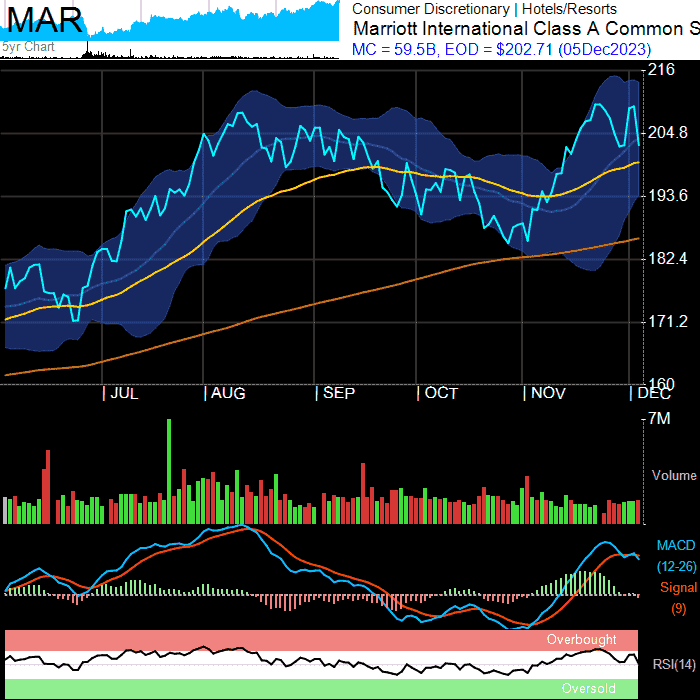 MAR
5yr Chart
Consumer Discretionary | Hotels/Resorts
Marriott International Class A Common S
MC = 59.5B, EOD = $202.71 (05Dec2023)
216
204.8
193.6
182.4
171.2
160
|JUL |AUG |SEP |OCT |NOV |DEC
7M
Volume
MACD
(12-26)
Signal
(9)
Overbought
RSI(14)
Oversold